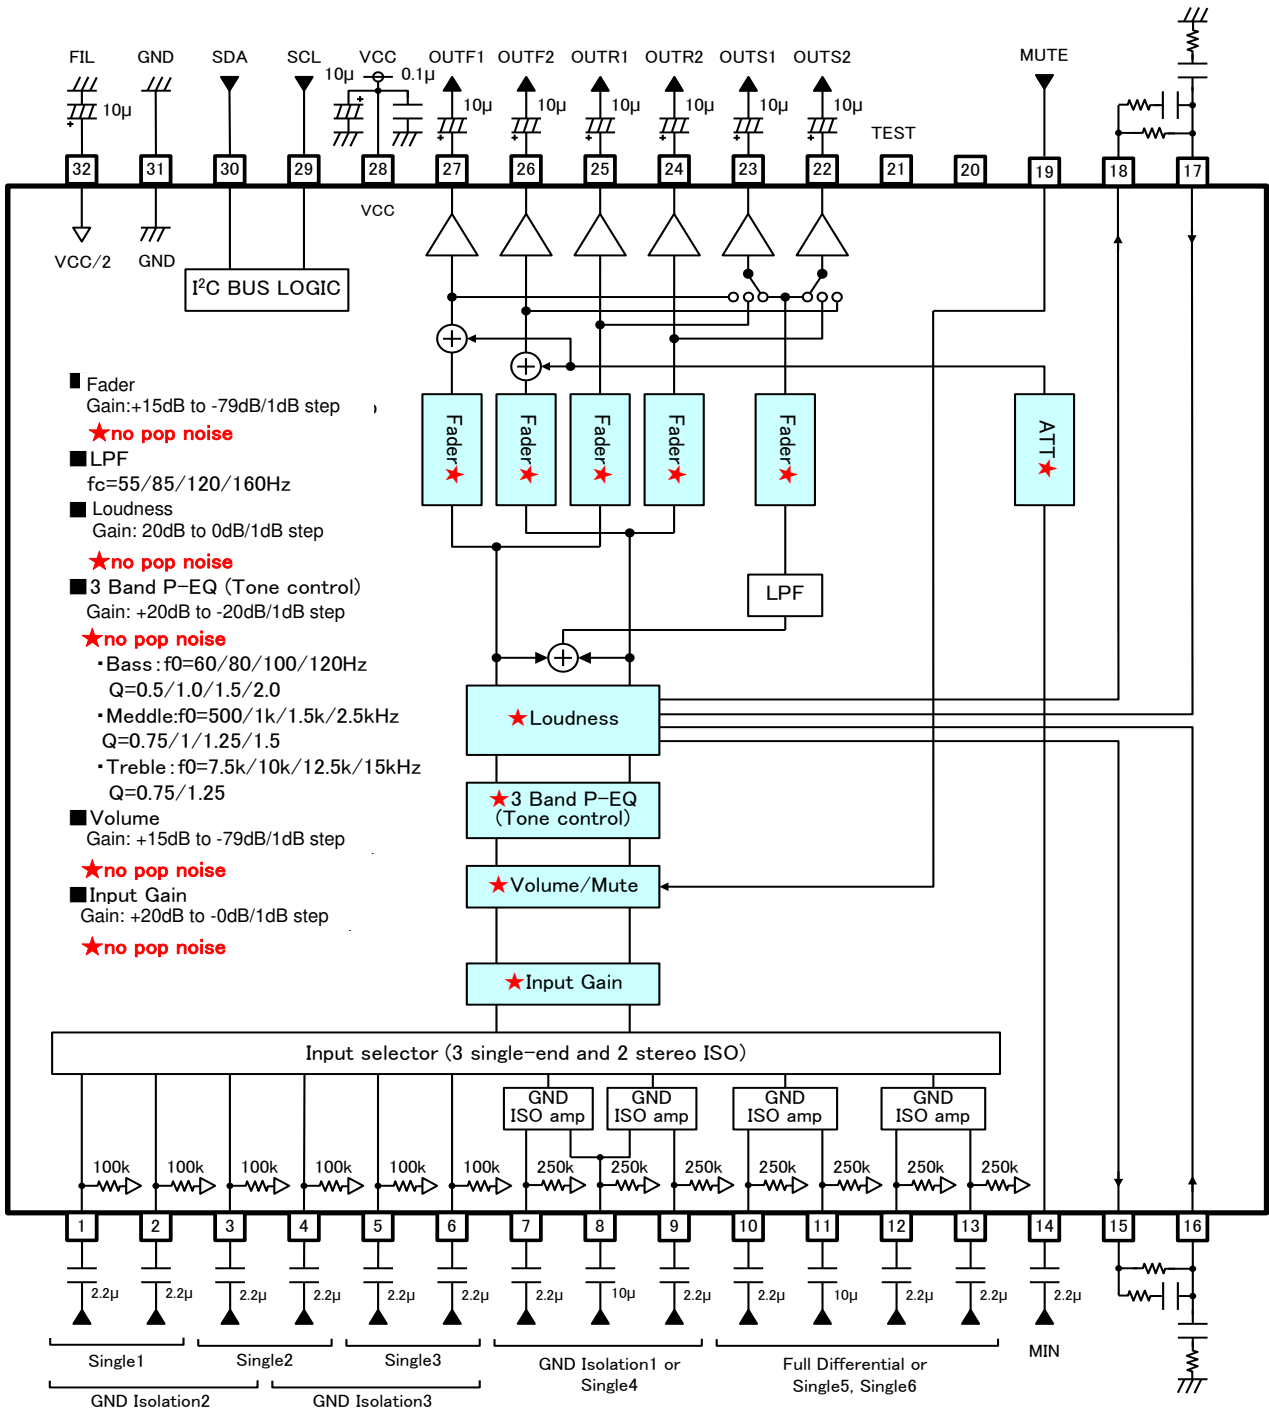 FIL GND SDA SCL VCC OUTF1 OUTF2 OUTR1 OUTR2 OUTS1 OUTS2 MUTE
10μ 10μ 0.1μ 10μ 10μ 10μ 10μ 10μ 10μ
TEST
32 31 30 29 28 27 26 25 24 23 22 21 20 19 18 17
VCC
VCC/2 GND
I²C BUS LOGIC
■ Fader
Gain:+15dB to -79dB/1dB step
★no pop noise
■LPF
fc=55/85/120/160Hz
■ Loudness
Gain: 20dB to 0dB/1dB step
★no pop noise
■3 Band P-EQ (Tone control)
Gain: +20dB to -20dB/1dB step
★no pop noise
・Bass:f0=60/80/100/120Hz
Q=0.5/1.0/1.5/2.0
・Meddle:f0=500/1k/1.5k/2.5kHz
Q=0.75/1/1.25/1.5
・Treble:f0=7.5k/10k/12.5k/15kHz
Q=0.75/1.25
■Volume
Gain: +15dB to -79dB/1dB step
★no pop noise
■Input Gain
Gain: +20dB to -0dB/1dB step
★no pop noise
Fader★ Fader★ Fader★ Fader★ Fader★ ATT★
LPF
★Loudness
★3 Band P-EQ
(Tone control)
★Volume/Mute
★Input Gain
Input selector (3 single-end and 2 stereo ISO)
GND GND GND GND
ISO amp ISO amp ISO amp ISO amp
100k 100k 100k 100k 100k 100k 250k 250k 250k 250k 250k 250k 250k
1 2 3 4 5 6 7 8 9 10 11 12 13 14 15 16
2.2μ 2.2μ 2.2μ 2.2μ 2.2μ 2.2μ 2.2μ 10μ 2.2μ 2.2μ 10μ 2.2μ 2.2μ 2.2μ
Single1 Single2 Single3
GND Isolation1 or
Single4
Full Differential or
Single5, Single6
MIN
GND Isolation2 GND Isolation3